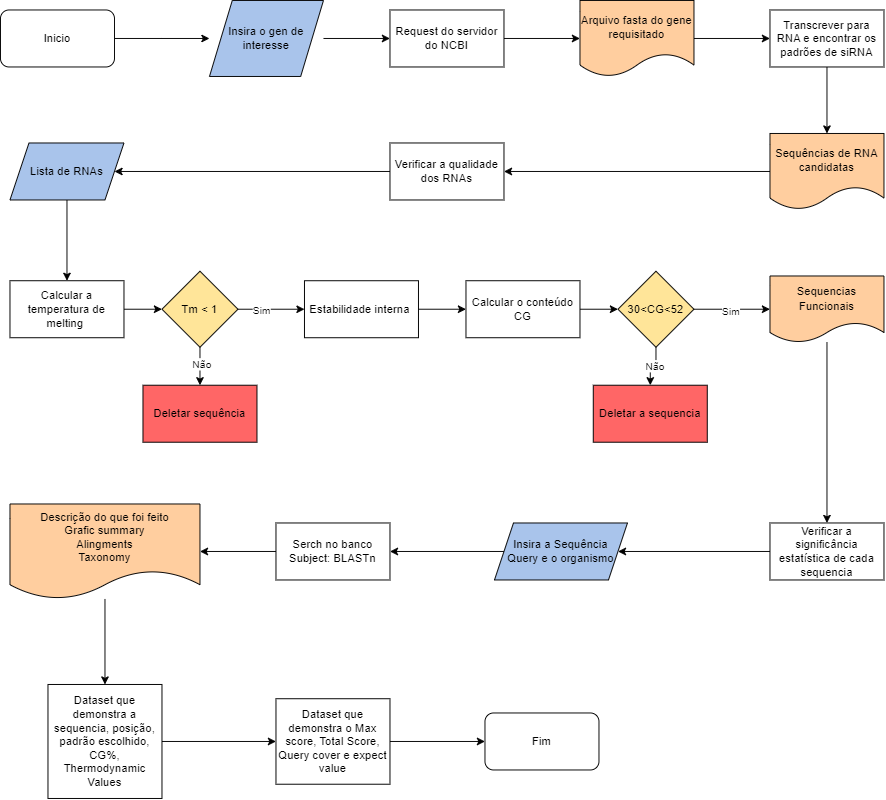 Inicio
Insira o gen de
interesse
Request do servidor
do NCBI
Arquivo fasta do gene
requisitado
Transcrever para
RNA e encontrar os
padrões de siRNA
Sequências de RNA
candidatas
Verificar a qualidade
dos RNAs
Lista de RNAs
Calcular a
temperatura de
melting
Tm < 1
Sim
Não
Deletar sequência
Estabilidade interna
Calcular o conteúdo
CG
30<CG<52
Sim
Não
Deletar a sequencia
Sequencias
Funcionais
Verificar a
significância
estatística de cada
sequencia
Insira a Sequência
Query e o organismo
Serch no banco
Subject: BLASTn
Descrição do que foi feito
Grafic summary
Alingments
Taxonomy
Dataset que
demonstra a
sequencia, posição,
padrão escolhido,
CG%,
Thermodynamic
Values
Dataset que
demonstra o Max
score, Total Score,
Query cover e expect
value
Fim